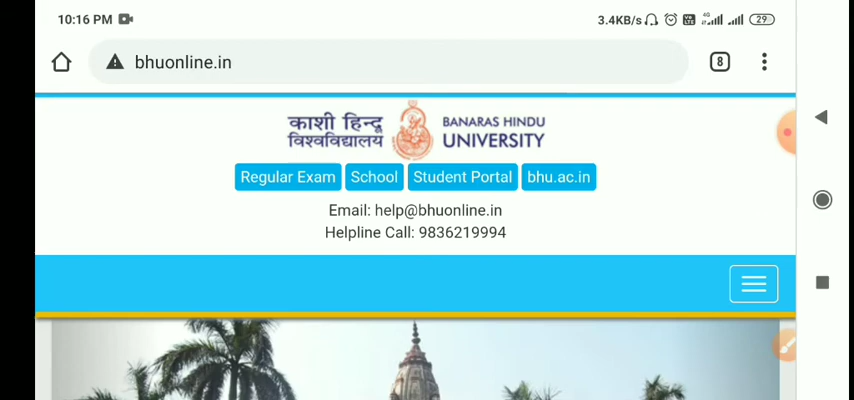 10:16 PM
3.4KB/s 4G 29
bhuonline.in
8
काशी हिन्दू
विश्वविद्यालय
BANARAS HINDU
UNIVERSITY
Regular Exam School Student Portal bhu.ac.in
Email: help@bhuonline.in
Helpline Call: 9836219994